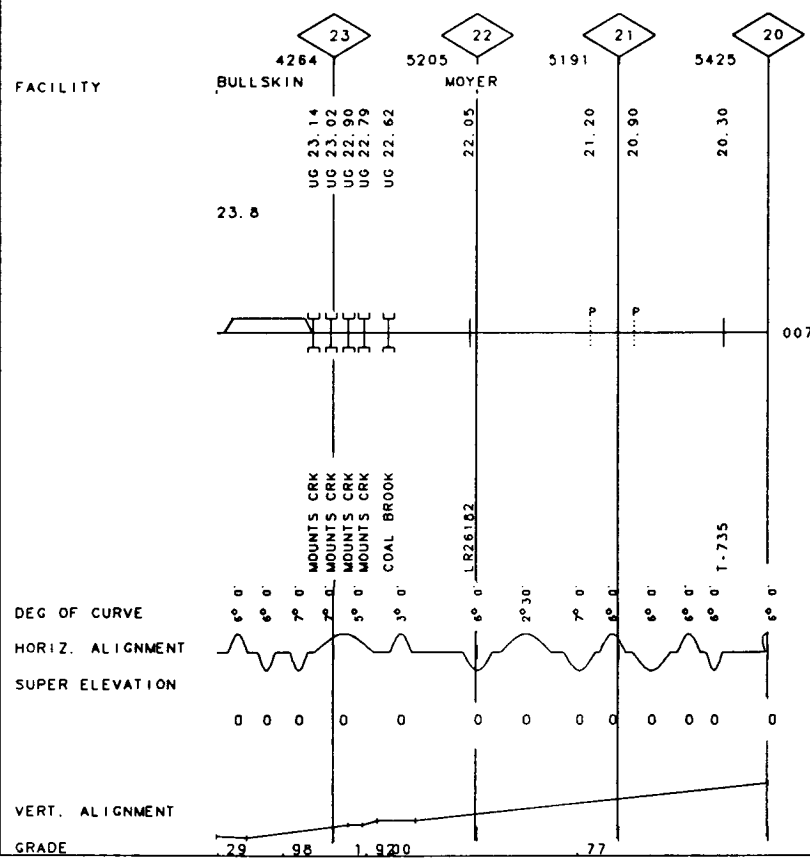 23 22 21 20
4264 5205 5191 5425
FACILITY BULLSKIN MOYER
UG 23.14
UG 23.02
UG 22.90
UG 22.79
UG 22.62
22.05
21.20
20.90
20.30
23.8
P P
007
MOUNTS CRK
MOUNTS CRK
MOUNTS CRK
MOUNTS CRK
COAL BROOK
LR26182
T-735
DEG OF CURVE 6° 0' 6° 0' 7° 0' 7° 0' 5° 0' 3° 0' 6° 0' 2°30' 7° 0' 6° 0' 6° 0' 6° 0' 6° 0' 6° 0'
HORIZ. ALIGNMENT
SUPER ELEVATION
0 0 0 0 0 0 0 0 0 0 0 0 0
VERT. ALIGNMENT
GRADE .29 .98 1.92 .77